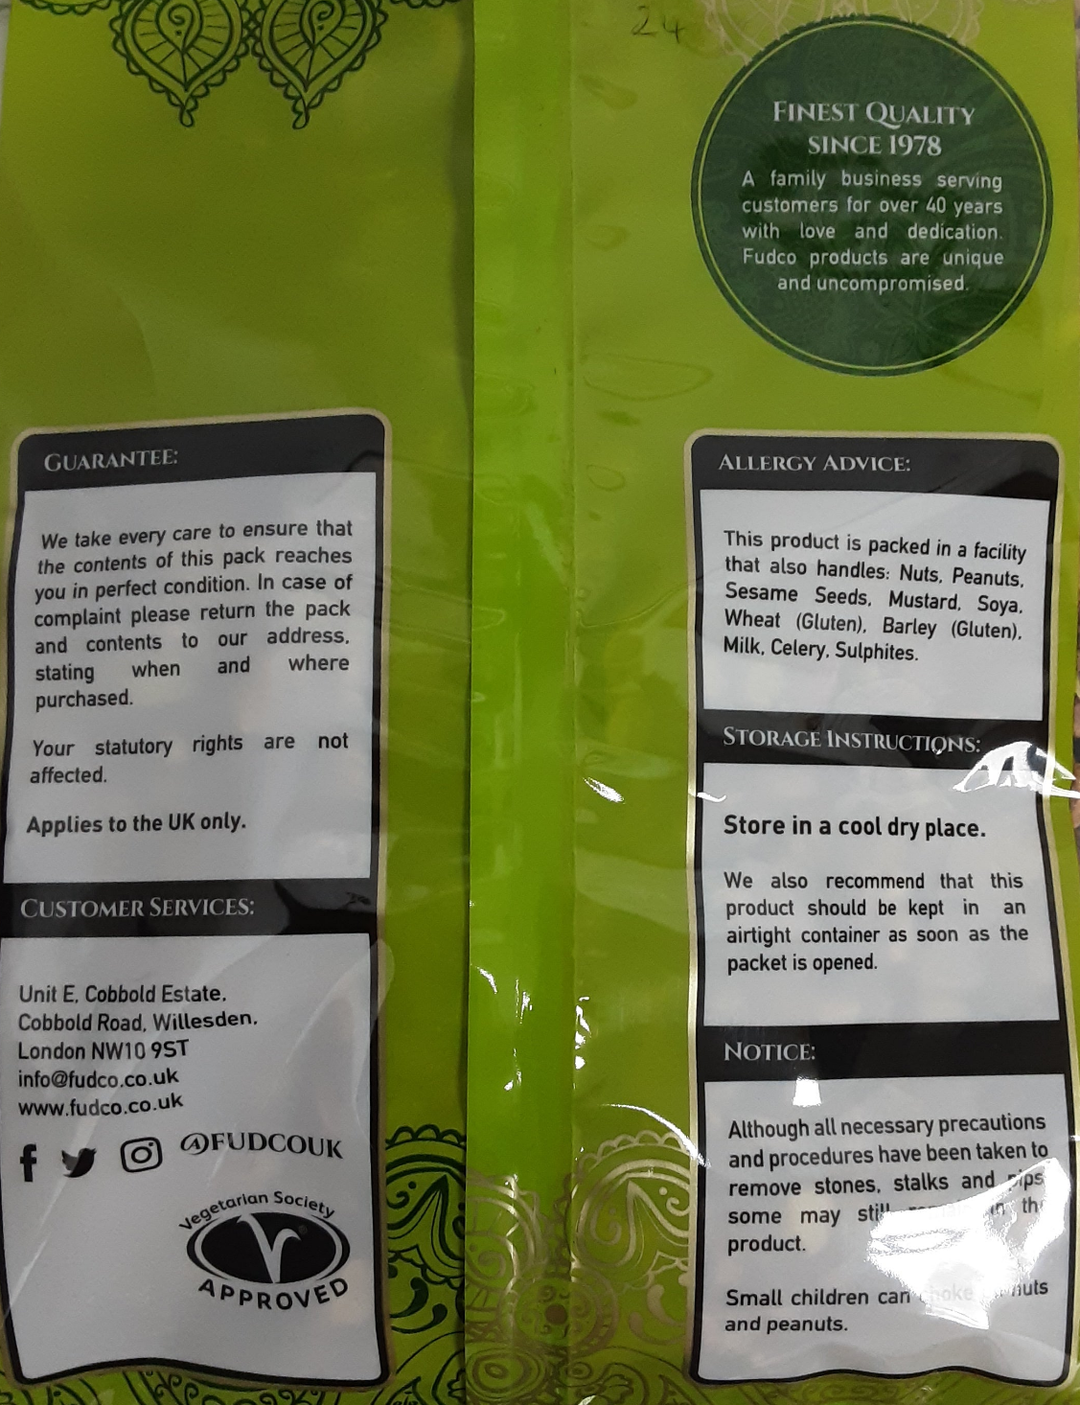 24
FINEST QUALITY
SINCE 1978
A family business serving
customers for over 40 years
with love and dedication.
Fudco products are unique
and uncompromised.
GUARANTEE:
We take every care to ensure that
the contents of this pack reaches
you in perfect condition. In case of
complaint please return the pack
and contents to our address,
stating when and where
purchased.
Your statutory rights are not
affected.
Applies to the UK only.
CUSTOMER SERVICES:
Unit E, Cobbold Estate,
Cobbold Road, Willesden,
London NW10 9ST
info@fudco.co.uk
www.fudco.co.uk
@FUDCOUK
Vegetarian Society
APPROVED
ALLERGY ADVICE:
This product is packed in a facility
that also handles: Nuts, Peanuts,
Sesame Seeds, Mustard, Soya,
Wheat (Gluten), Barley (Gluten),
Milk, Celery, Sulphites.
STORAGE INSTRUCTIONS:
Store in a cool dry place.
We also recommend that this
product should be kept in an
airtight container as soon as the
packet is opened.
NOTICE:
Although all necessary precautions
and procedures have been taken to
remove stones, stalks and pips
some may still in the
product.
Small children can choke nuts
and peanuts.